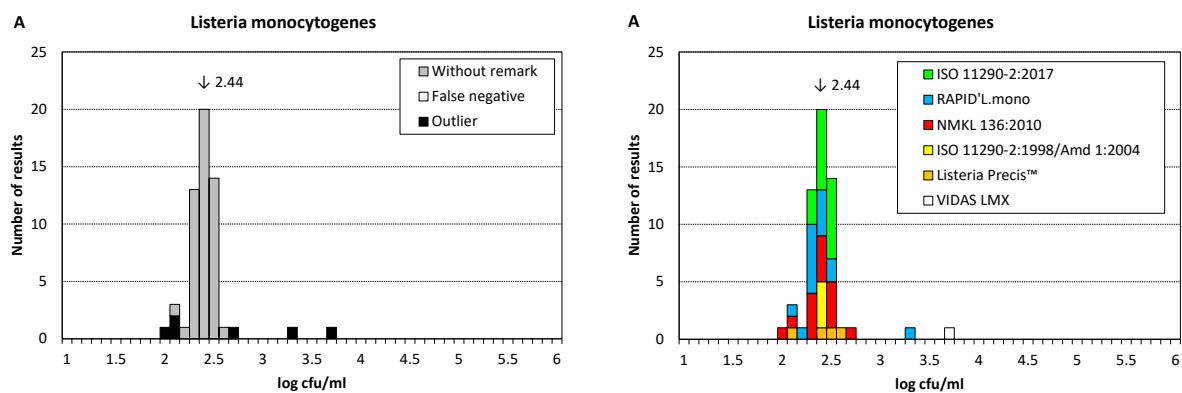 A
Listeria monocytogenes
Number of results
25
20
15
10
5
0
2.44
Without remark
False negative
Outlier
1 1.5 2 2.5 3 3.5 4 4.5 5 5.5 6
log cfu/ml
A
Listeria monocytogenes
Number of results
25
20
15
10
5
0
2.44
ISO 11290-2:2017
RAPID'L.mono
NMKL 136:2010
ISO 11290-2:1998/Amd 1:2004
Listeria Precis™
VIDAS LMX
1 1.5 2 2.5 3 3.5 4 4.5 5 5.5 6
log cfu/ml